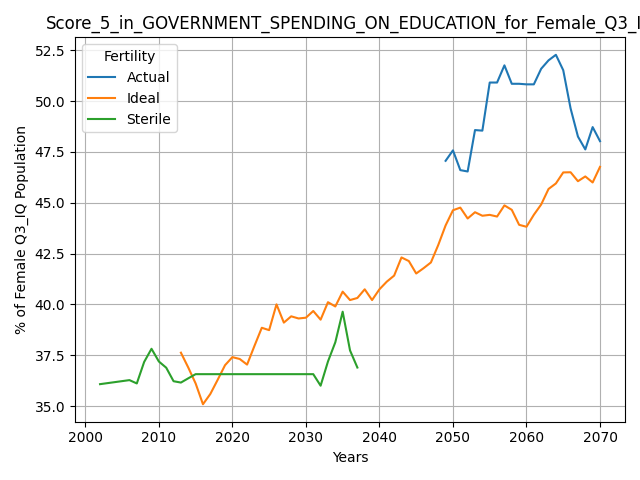 Score_5_in_GOVERNMENT_SPENDING_ON_EDUCATION_for_Female_Q3_I
Fertility
Actual
Ideal
Sterile
% of Female Q3_IQ Population
52.5
50.0
47.5
45.0
42.5
40.0
37.5
35.0
2000 2010 2020 2030 2040 2050 2060 2070
Years